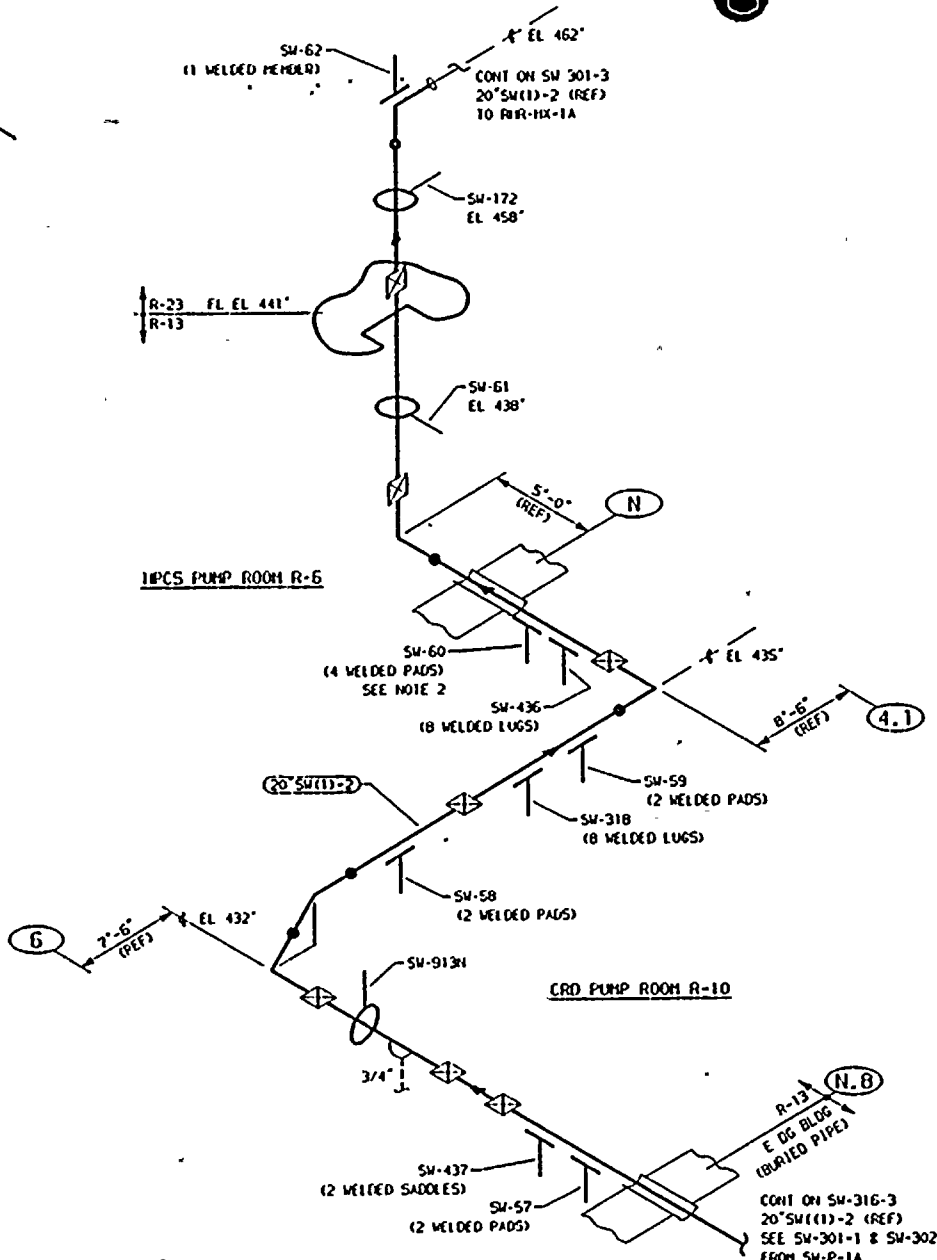 ℄ EL 462'
SW-62
(1 WELDED MEMBER)
CONT ON SW 301-3
20"SW(1)-2 (REF)
TO RHR-HX-1A
SW-172
EL 458'
R-23 FL EL 441'
R-13
SW-61
EL 438'
5'-0"
(REF)
N
HPCS PUMP ROOM R-6
SW-60
(4 WELDED PADS)
SEE NOTE 2
℄ EL 435'
SW-436
(8 WELDED LUGS)
8'-6"
(REF)
4.1
20"SW(1)-2
SW-59
(2 WELDED PADS)
SW-318
(8 WELDED LUGS)
SW-58
(2 WELDED PADS)
6
7'-6"
(REF)
℄ EL 432'
SW-913N
CRD PUMP ROOM R-10
3/4"
N.8
R-13
E DG BLDG
(BURIED PIPE)
SW-437
(2 WELDED SADDLES)
SW-57
(2 WELDED PADS)
CONT ON SW-316-3
20"SW((1)-2 (REF)
SEE SW-301-1 & SW-302
FROM SW-P-1A